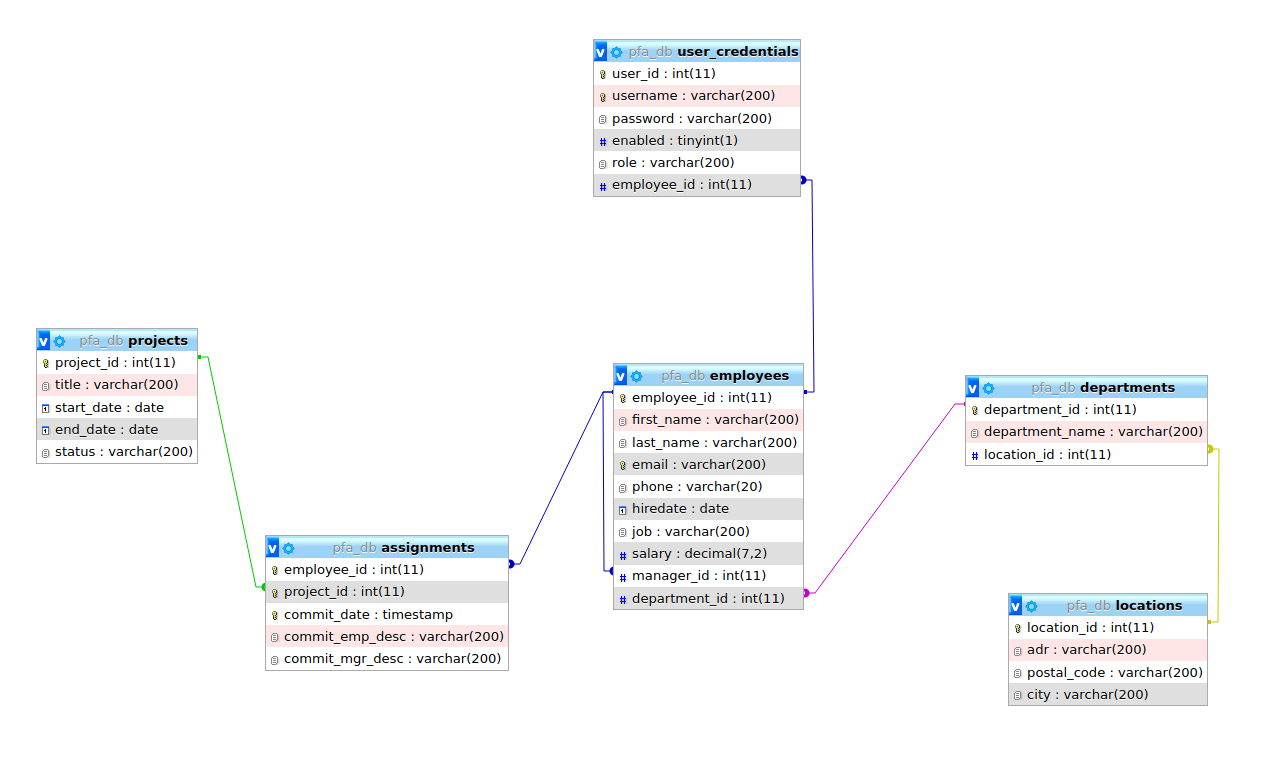 v pfa_db user_credentials
user_id : int(11)
username : varchar(200)
password : varchar(200)
# enabled : tinyint(1)
role : varchar(200)
# employee_id : int(11)
v pfa_db projects
project_id : int(11)
title : varchar(200)
start_date : date
end_date : date
status : varchar(200)
v pfa_db assignments
employee_id : int(11)
project_id : int(11)
commit_date : timestamp
commit_emp_desc : varchar(200)
commit_mgr_desc : varchar(200)
v pfa_db employees
employee_id : int(11)
first_name : varchar(200)
last_name : varchar(200)
email : varchar(200)
phone : varchar(20)
hiredate : date
job : varchar(200)
# salary : decimal(7,2)
# manager_id : int(11)
# department_id : int(11)
v pfa_db departments
department_id : int(11)
department_name : varchar(200)
# location_id : int(11)
v pfa_db locations
location_id : int(11)
adr : varchar(200)
postal_code : varchar(200)
city : varchar(200)